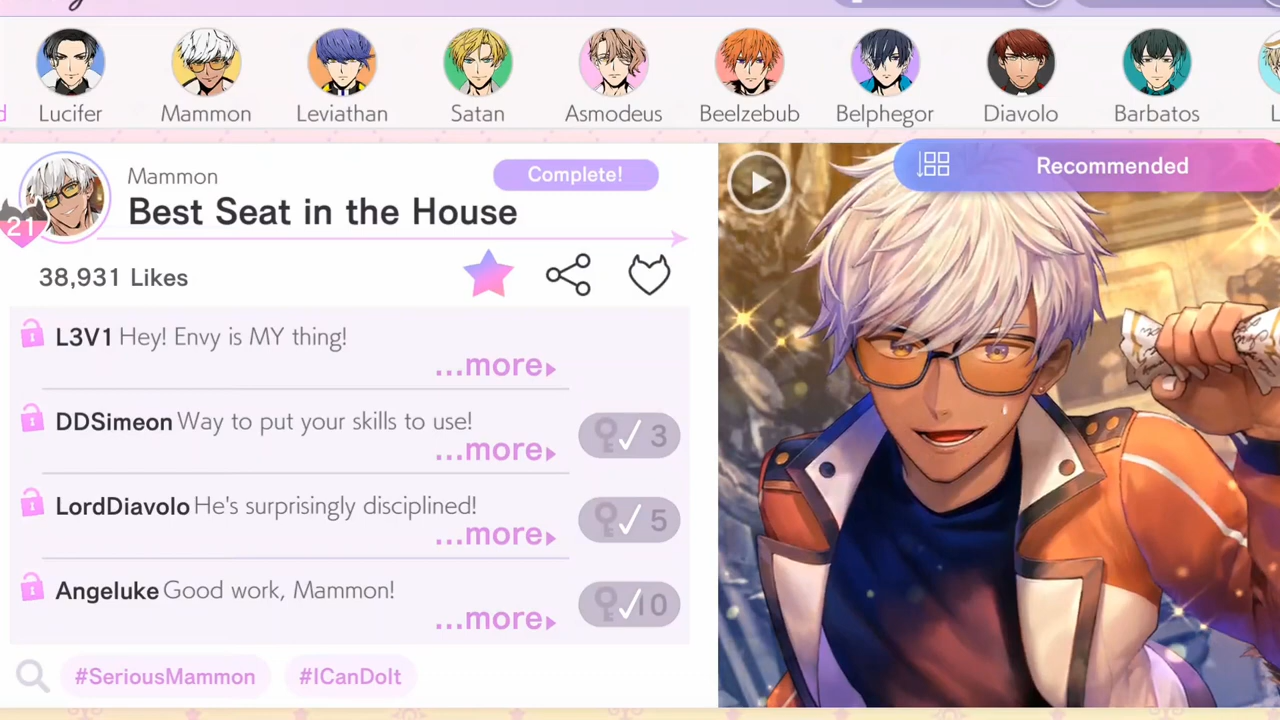 Lucifer
Mammon
Leviathan
Satan
Asmodeus
Beelzebub
Belphegor
Diavolo
Barbatos
Recommended
Mammon
Complete!
Best Seat in the House
21
38,931 Likes
L3V1 Hey! Envy is MY thing!
...more
DDSimeon Way to put your skills to use!
...more
3
LordDiavolo He's surprisingly disciplined!
...more
5
Angeluke Good work, Mammon!
...more
10
#SeriousMammon
#ICanDoIt